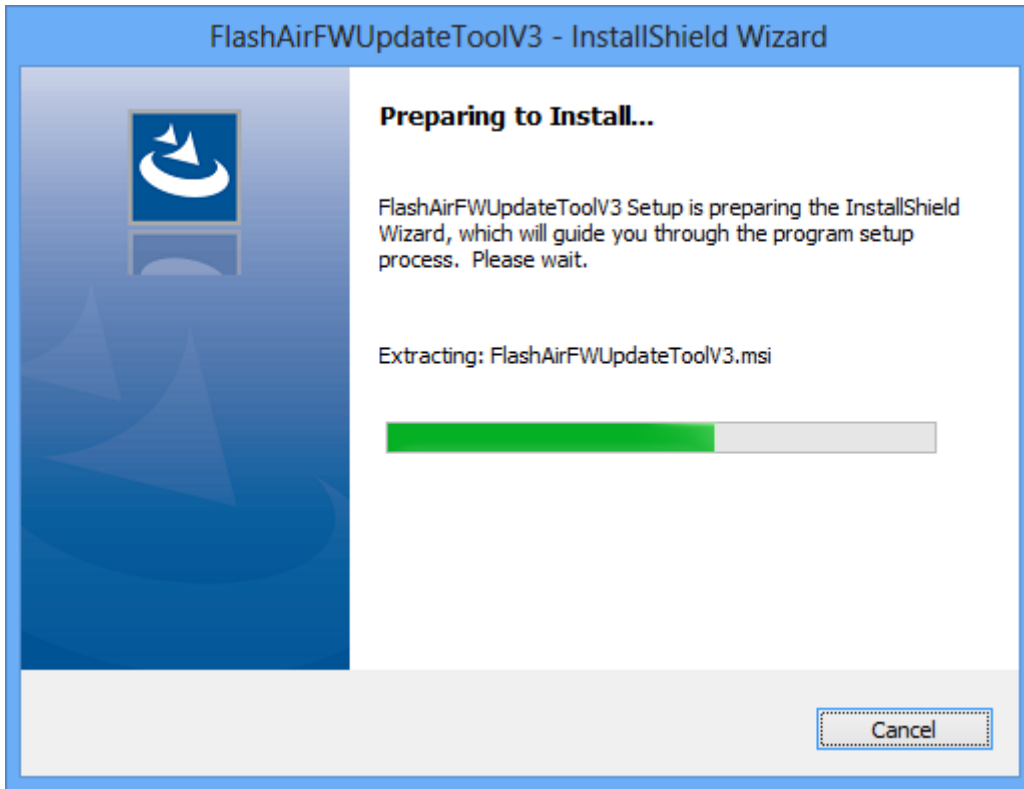 FlashAirFWUpdateToolV3 - InstallShield Wizard
Preparing to Install...
FlashAirFWUpdateToolV3 Setup is preparing the InstallShield
Wizard, which will guide you through the program setup
process.  Please wait.
Extracting: FlashAirFWUpdateToolV3.msi
Cancel